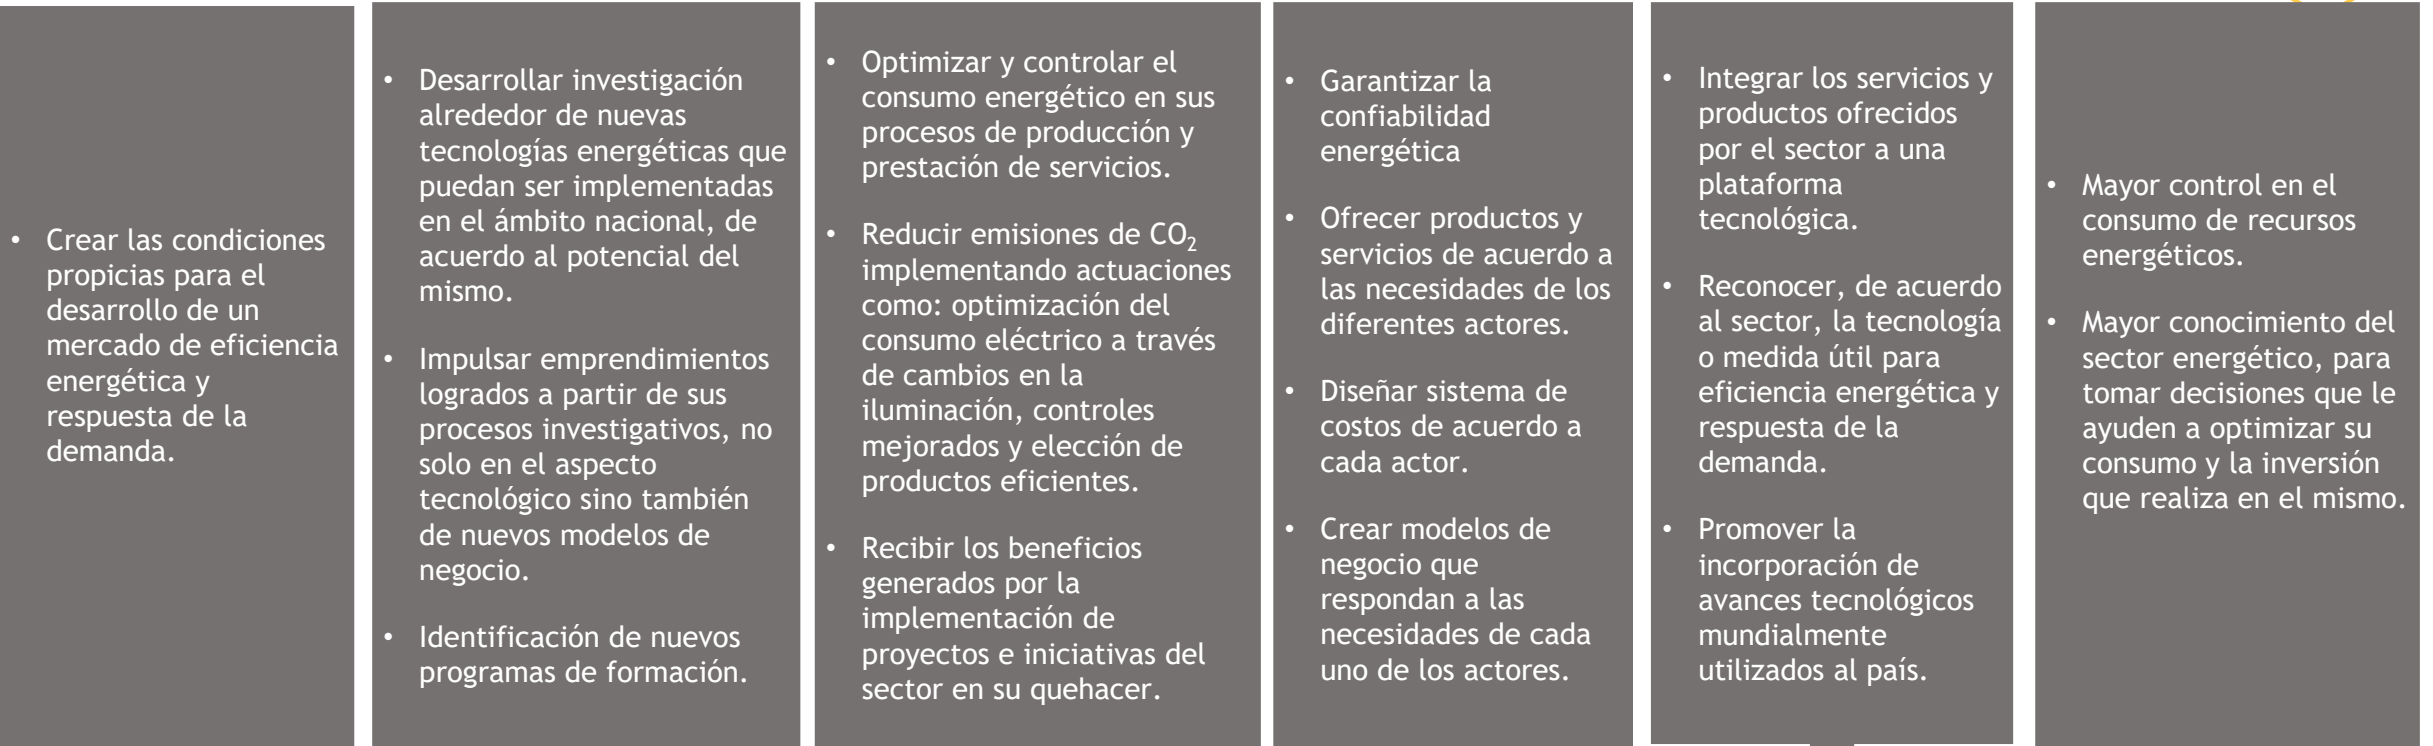 • Crear las condiciones
propicias para el
desarrollo de un
mercado de eficiencia
energética y
respuesta de la
demanda.
• Desarrollar investigación
alrededor de nuevas
tecnologías energéticas que
puedan ser implementadas
en el ámbito nacional, de
acuerdo al potencial del
mismo.
• Impulsar emprendimientos
logrados a partir de sus
procesos investigativos, no
solo en el aspecto
tecnológico sino también
de nuevos modelos de
negocio.
• Identificación de nuevos
programas de formación.
• Optimizar y controlar el
consumo energético en sus
procesos de producción y
prestación de servicios.
• Reducir emisiones de CO₂
implementando actuaciones
como: optimización del
consumo eléctrico a través
de cambios en la
iluminación, controles
mejorados y elección de
productos eficientes.
• Recibir los beneficios
generados por la
implementación de
proyectos e iniciativas del
sector en su quehacer.
• Garantizar la
confiabilidad
energética
• Ofrecer productos y
servicios de acuerdo a
las necesidades de los
diferentes actores.
• Diseñar sistema de
costos de acuerdo a
cada actor.
• Crear modelos de
negocio que
respondan a las
necesidades de cada
uno de los actores.
• Integrar los servicios y
productos ofrecidos
por el sector a una
plataforma
tecnológica.
• Reconocer, de acuerdo
al sector, la tecnología
o medida útil para
eficiencia energética y
respuesta de la
demanda.
• Promover la
incorporación de
avances tecnológicos
mundialmente
utilizados al país.
• Mayor control en el
consumo de recursos
energéticos.
• Mayor conocimiento del
sector energético, para
tomar decisiones que le
ayuden a optimizar su
consumo y la inversión
que realiza en el mismo.